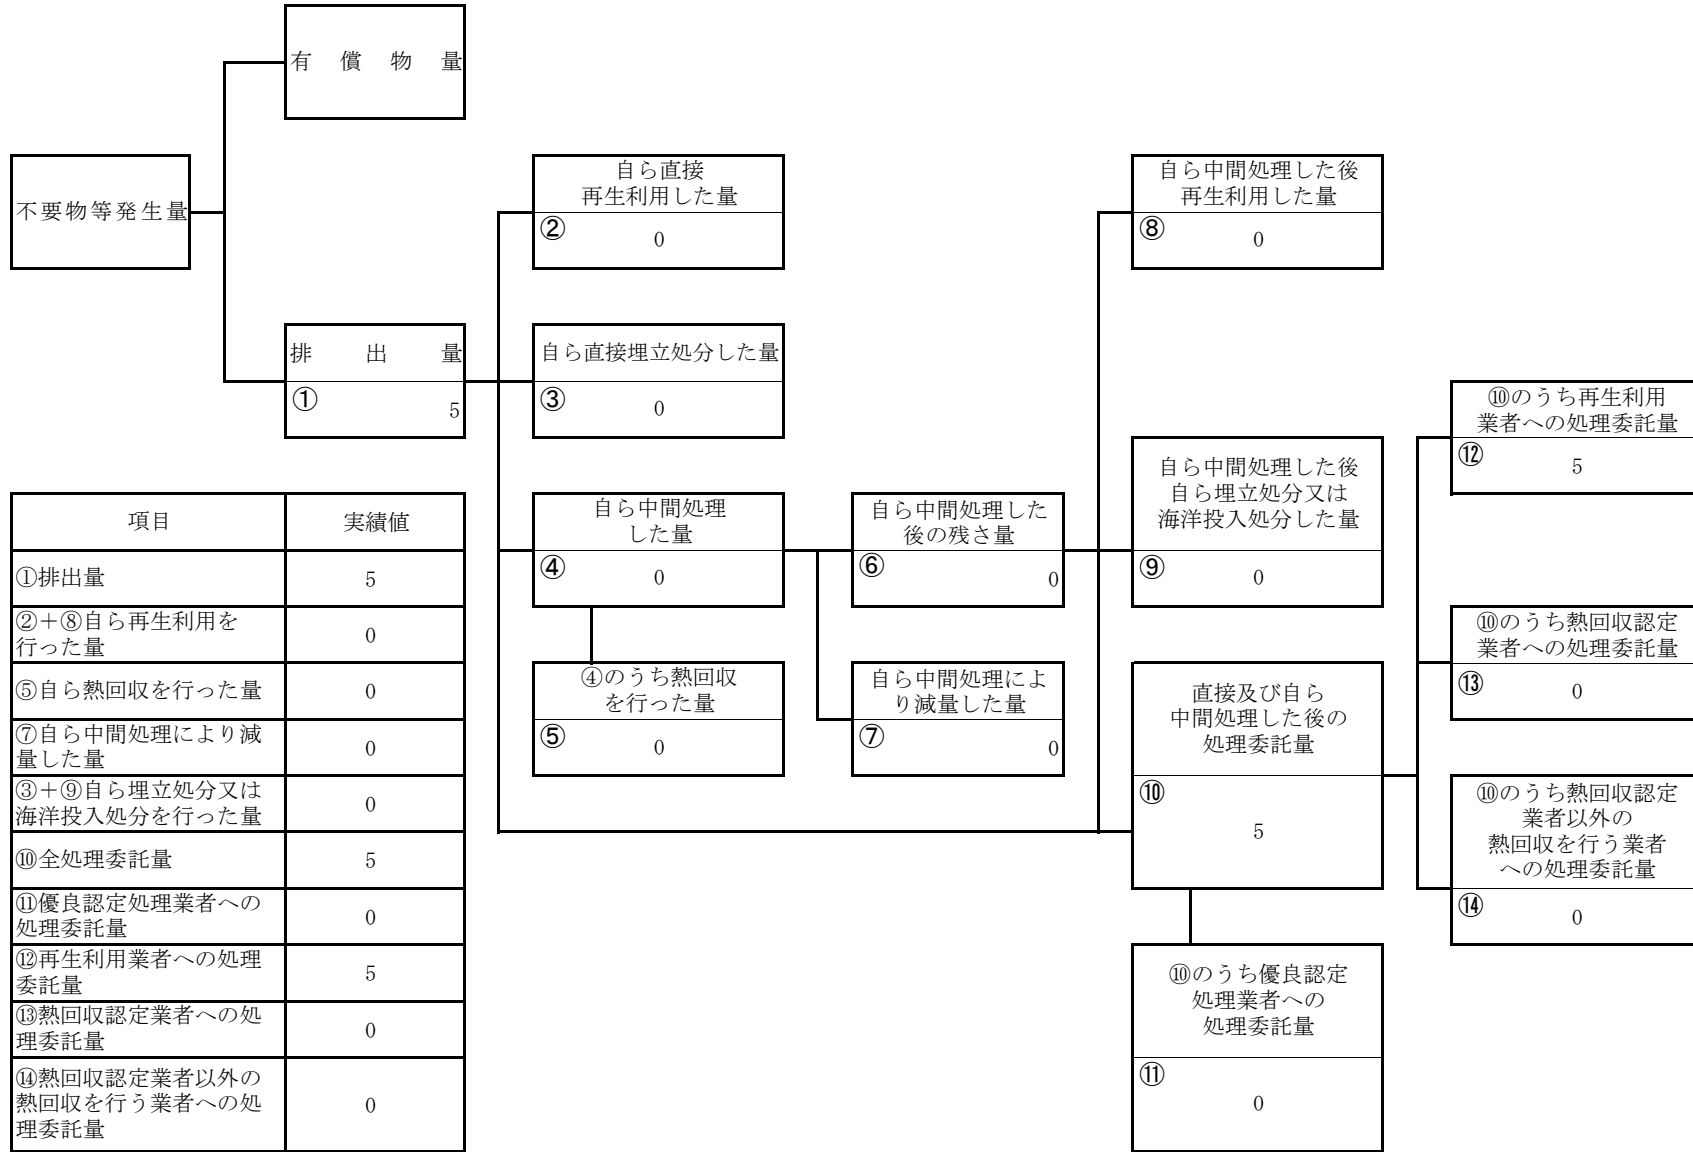 有償物量
不要物等発生量
排出量
①
5
自ら直接
再生利用した量
②
0
自ら直接埋立処分した量
③
0
自ら中間処理
した量
④
0
④のうち熱回収
を行った量
⑤
0
自ら中間処理した
後の残さ量
⑥
0
自ら中間処理によ
り減量した量
⑦
0
自ら中間処理した後
再生利用した量
⑧
0
自ら中間処理した後
自ら埋立処分又は
海洋投入処分した量
⑨
0
直接及び自ら
中間処理した後の
処理委託量
⑩
5
⑩のうち優良認定
処理業者への
処理委託量
⑪
0
⑩のうち再生利用
業者への処理委託量
⑫
5
⑩のうち熱回収認定
業者への処理委託量
⑬
0
⑩のうち熱回収認定
業者以外の
熱回収を行う業者
への処理委託量
⑭
0
項目 実績値
①排出量 5
②+⑧自ら再生利用を
行った量 0
⑤自ら熱回収を行った量 0
⑦自ら中間処理により減
量した量 0
③+⑨自ら埋立処分又は
海洋投入処分を行った量 0
⑩全処理委託量 5
⑪優良認定処理業者への
処理委託量 0
⑫再生利用業者への処理
委託量 5
⑬熱回収認定業者への処
理委託量 0
⑭熱回収認定業者以外の
熱回収を行う業者への処
理委託量 0